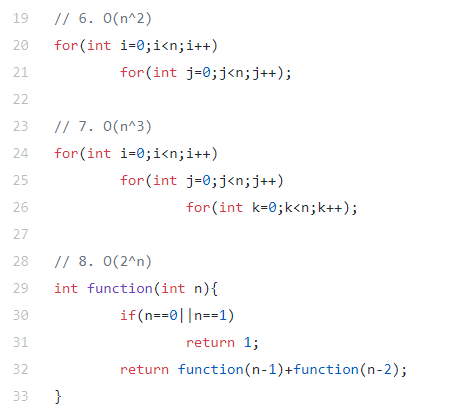 19 // 6. O(n^2)
20 for(int i=0;i<n;i++)
21 for(int j=0;j<n;j++);
22
23 // 7. O(n^3)
24 for(int i=0;i<n;i++)
25 for(int j=0;j<n;j++)
26 for(int k=0;k<n;k++);
27
28 // 8. O(2^n)
29 int function(int n){
30 if(n==0||n==1)
31 return 1;
32 return function(n-1)+function(n-2);
33 }